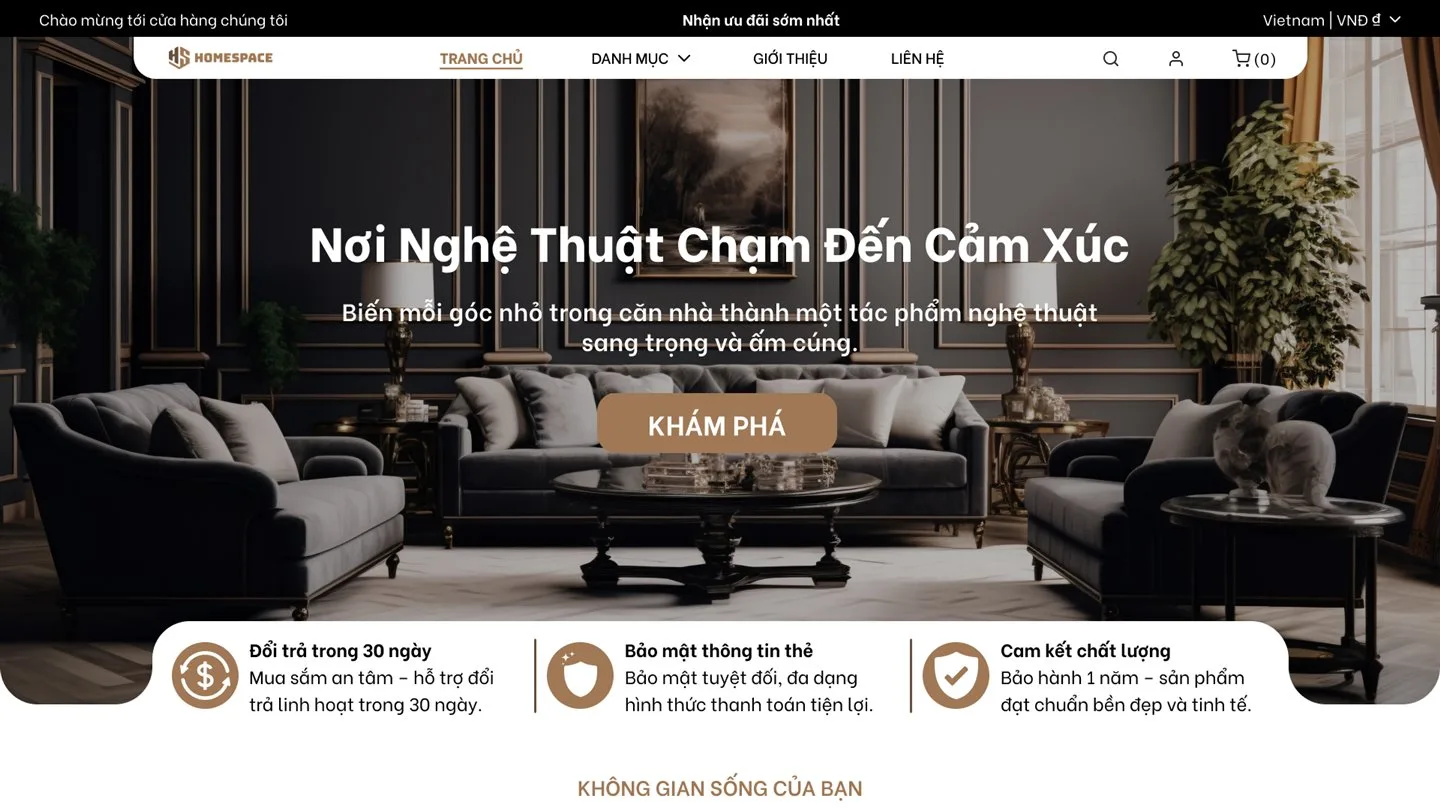 Chào mừng tới cửa hàng chúng tôi
Nhận ưu đãi sớm nhất
Vietnam | VNĐ ₫
HOMESPACE
TRANG CHỦ
DANH MỤC
GIỚI THIỆU
LIÊN HỆ
(0)
Nơi Nghệ Thuật Chạm Đến Cảm Xúc
Biến mỗi góc nhỏ trong căn nhà thành một tác phẩm nghệ thuật
sang trọng và ấm cúng.
KHÁM PHÁ
Đổi trả trong 30 ngày
Mua sắm an tâm – hỗ trợ đổi
trả linh hoạt trong 30 ngày.
Bảo mật thông tin thẻ
Bảo mật tuyệt đối, đa dạng
hình thức thanh toán tiện lợi.
Cam kết chất lượng
Bảo hành 1 năm – sản phẩm
đạt chuẩn bền đẹp và tinh tế.
KHÔNG GIAN SỐNG CỦA BẠN